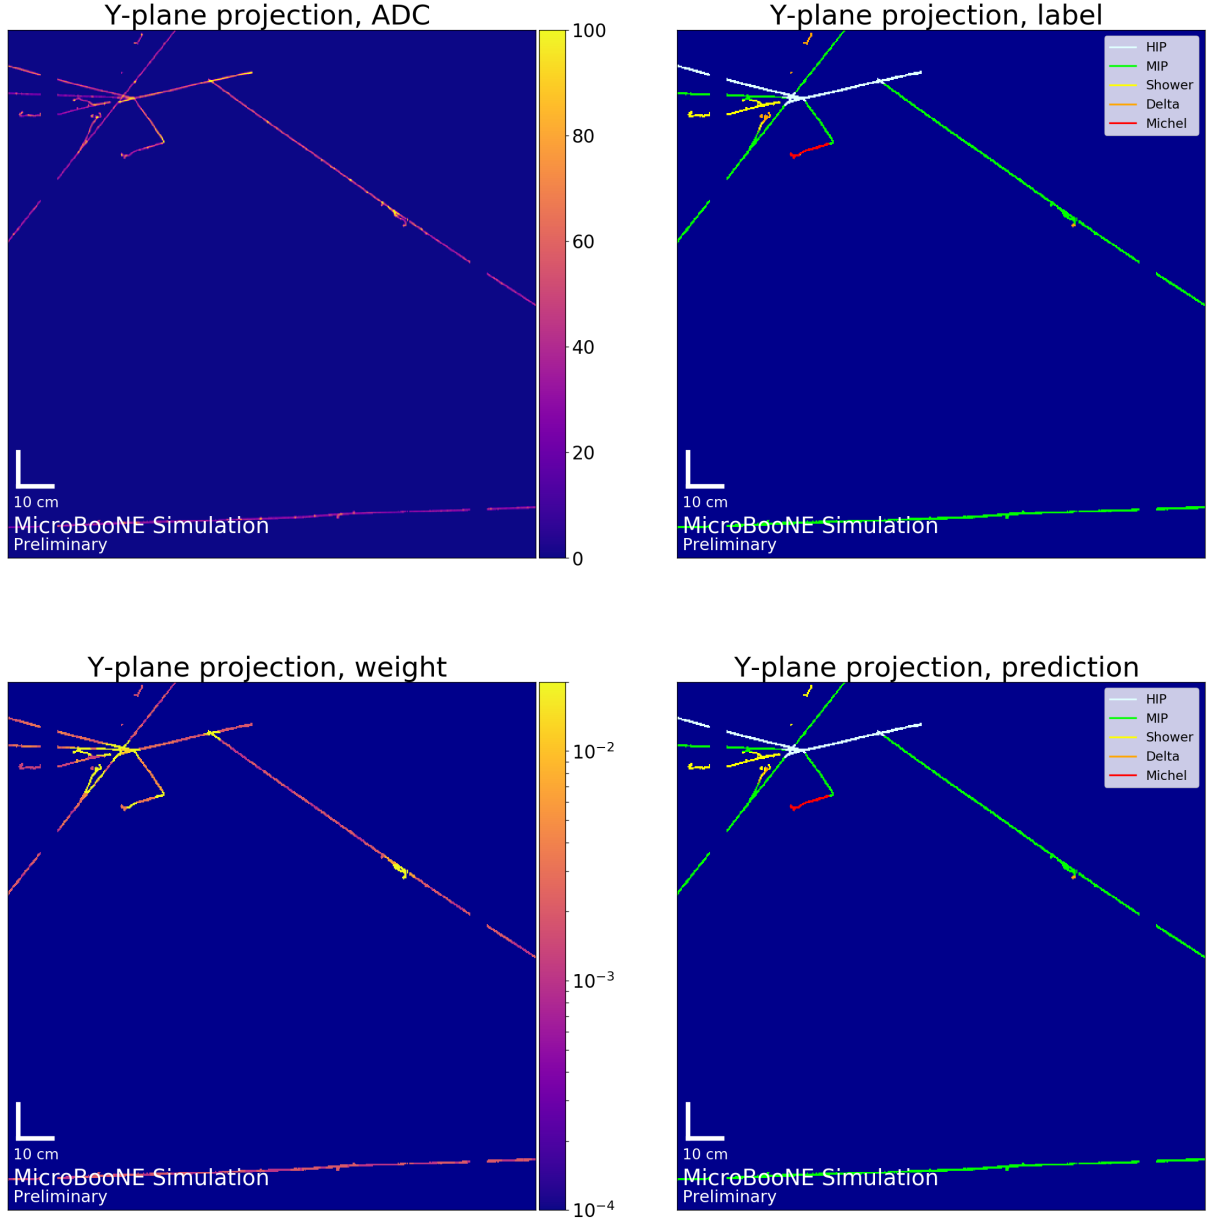 Y-plane projection, ADC
100
80
60
40
20
0
10 cm
MicroBooNE Simulation
Preliminary
Y-plane projection, label
HIP
MIP
Shower
Delta
Michel
10 cm
MicroBooNE Simulation
Preliminary
Y-plane projection, weight
10⁻²
10⁻³
10⁻⁴
10 cm
MicroBooNE Simulation
Preliminary
Y-plane projection, prediction
HIP
MIP
Shower
Delta
Michel
10 cm
MicroBooNE Simulation
Preliminary